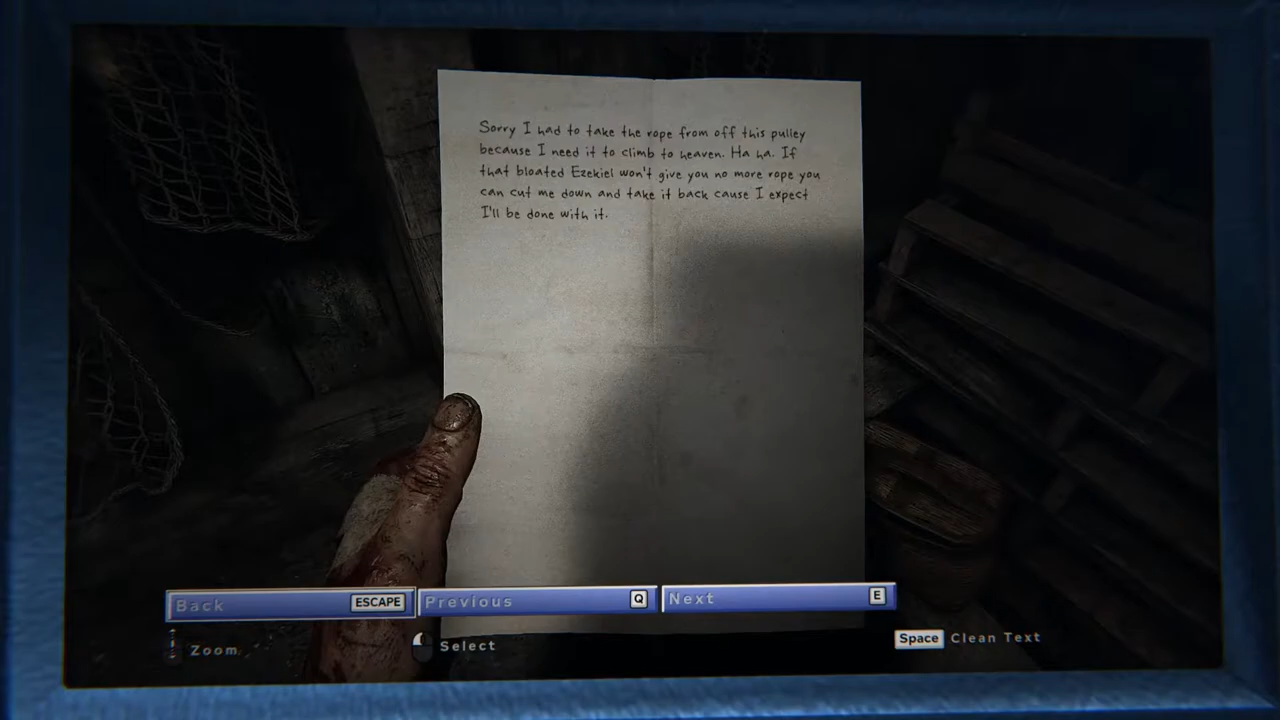 Sorry I had to take the rope from off this pulley
because I need it to climb to heaven. Ha ha. If
that bloated Ezekiel won't give you no more rope you
can cut me down and take it back cause I expect
I'll be done with it.
Back ESCAPE
Previous Q
Next E
Zoom
Select
Space Clean Text